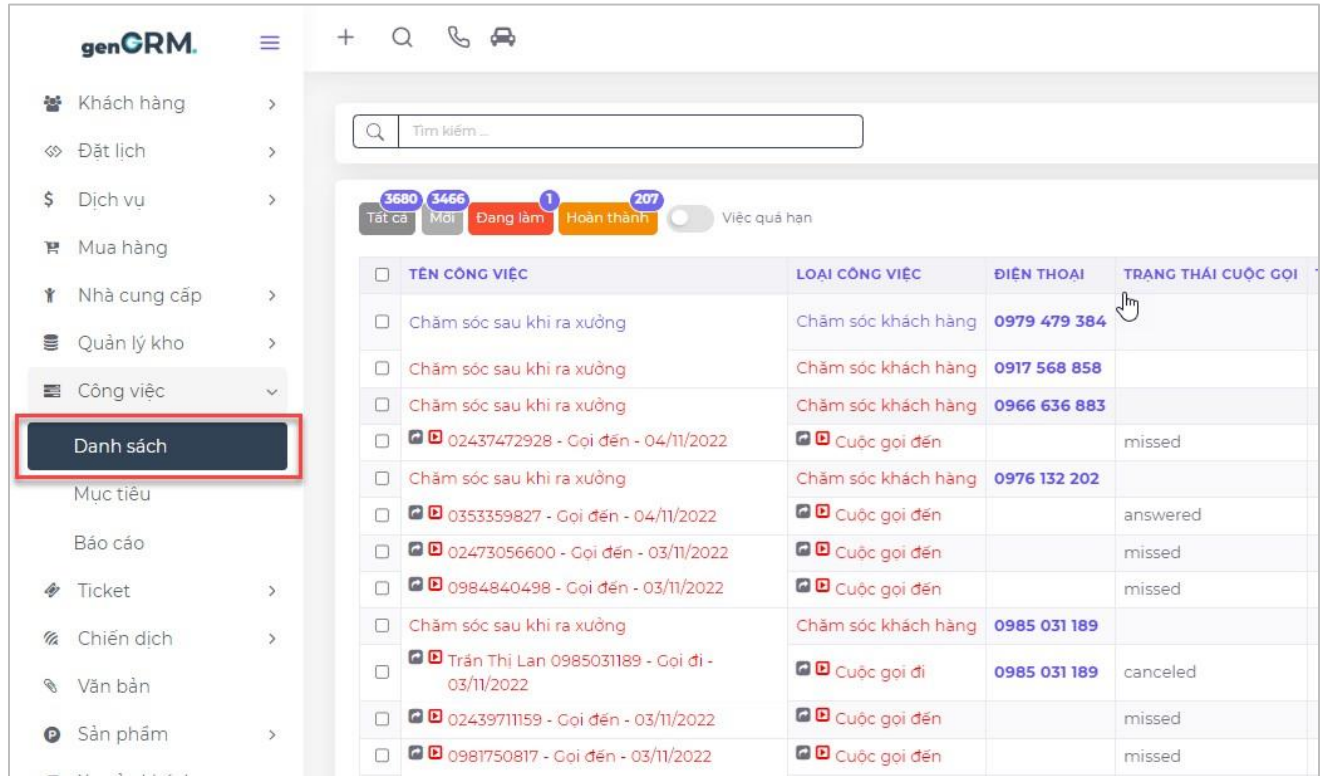 genCRM.
Khách hàng
Đặt lịch
Dịch vụ
Mua hàng
Nhà cung cấp
Quản lý kho
Công việc
Danh sách
Mục tiêu
Báo cáo
Ticket
Chiến dịch
Văn bản
Sản phẩm
Tìm kiếm ...
3680 3466 1 207
Tất cả Mới Đang làm Hoàn thành Việc quá hạn
TÊN CÔNG VIỆC LOẠI CÔNG VIỆC ĐIỆN THOẠI TRẠNG THÁI CUỘC GỌI
Chăm sóc sau khi ra xưởng Chăm sóc khách hàng 0979 479 384
Chăm sóc sau khi ra xưởng Chăm sóc khách hàng 0917 568 858
Chăm sóc sau khi ra xưởng Chăm sóc khách hàng 0966 636 883
02437472928 - Gọi đến - 04/11/2022 Cuộc gọi đến missed
Chăm sóc sau khi ra xưởng Chăm sóc khách hàng 0976 132 202
0353359827 - Gọi đến - 04/11/2022 Cuộc gọi đến answered
02473056600 - Gọi đến - 03/11/2022 Cuộc gọi đến missed
0984840498 - Gọi đến - 03/11/2022 Cuộc gọi đến missed
Chăm sóc sau khi ra xưởng Chăm sóc khách hàng 0985 031 189
Trần Thị Lan 0985031189 - Gọi đi -
03/11/2022 Cuộc gọi đi 0985 031 189 canceled
02439711159 - Gọi đến - 03/11/2022 Cuộc gọi đến missed
0981750817 - Gọi đến - 03/11/2022 Cuộc gọi đến missed